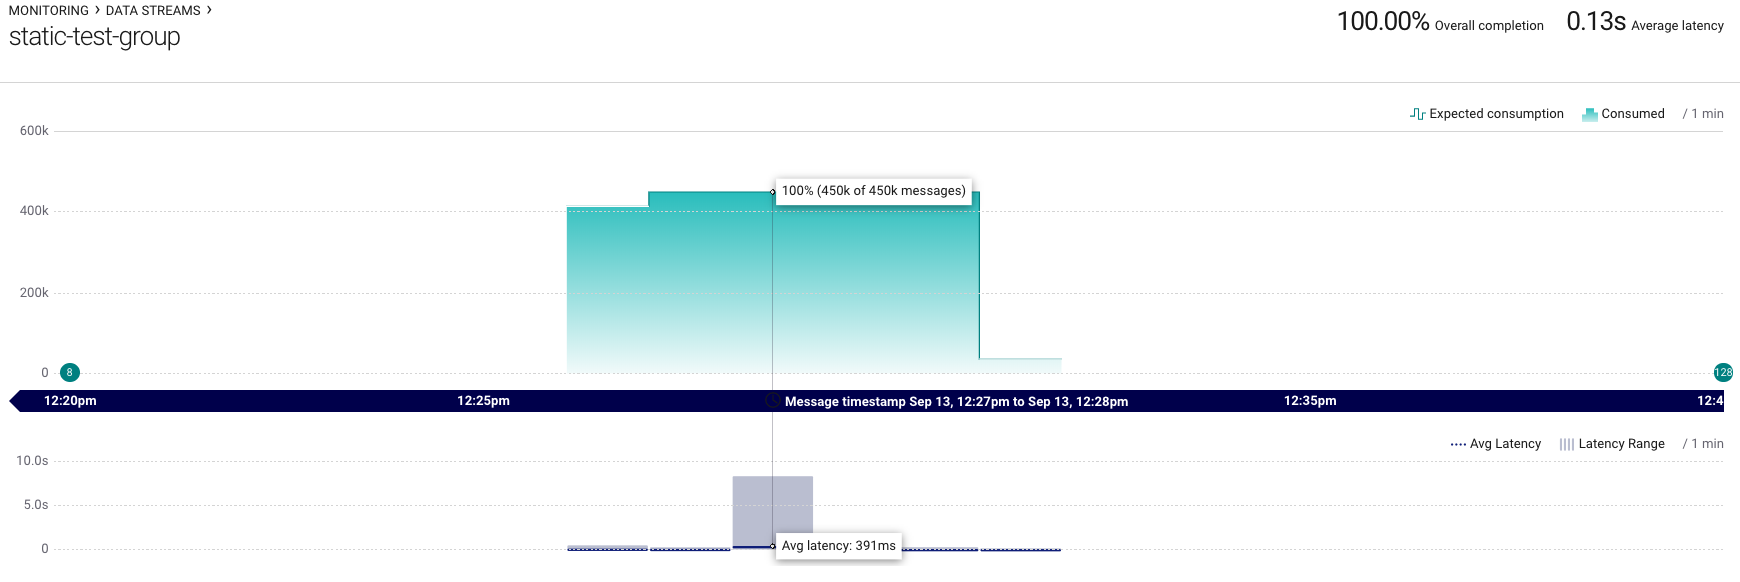 MONITORING > DATA STREAMS >
static-test-group
100.00% Overall completion 0.13s Average latency
Expected consumption Consumed / 1 min
600k
100% (450k of 450k messages)
400k
200k
0
8
128
12:20pm 12:25pm Message timestamp Sep 13, 12:27pm to Sep 13, 12:28pm 12:35pm 12:4
Avg Latency Latency Range / 1 min
10.0s
5.0s
0
Avg latency: 391ms